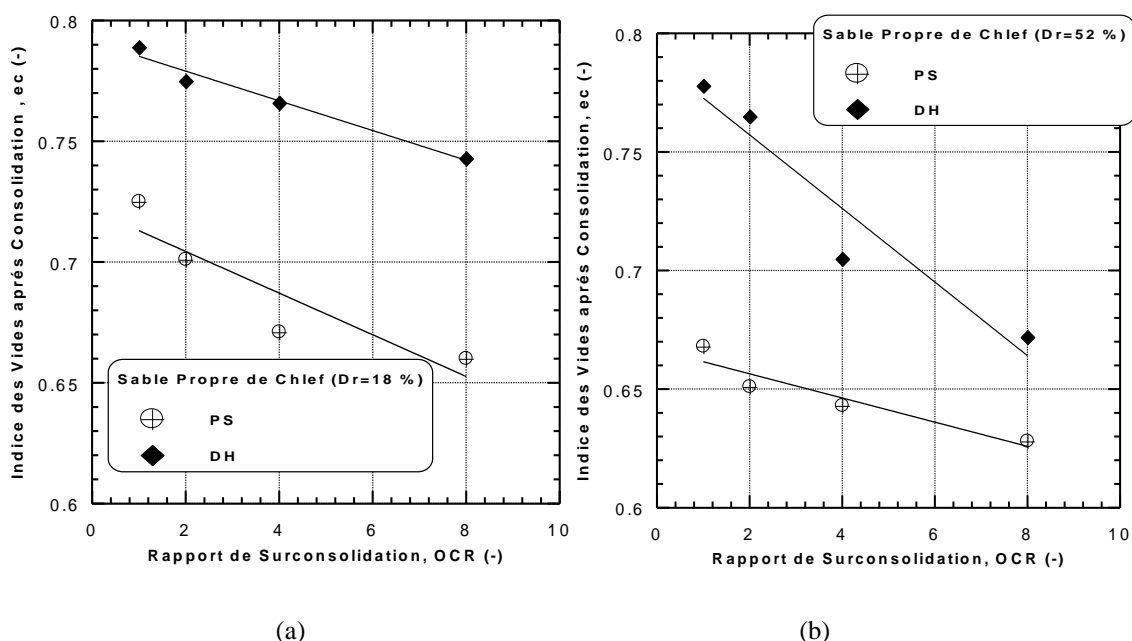 0.8
0.75
0.7
0.65
0.6
Indice des Vides aprés Consolidation , ec (-)
Sable Propre de Chlef (Dr=18 %)
PS
DH
0 2 4 6 8 10
Rapport de Surconsolidation, OCR (-)
(a)
0.8
0.75
0.7
0.65
0.6
Indice des Vides aprés Consolidation, ec (-)
Sable Propre de Chlef (Dr=52 %)
PS
DH
0 2 4 6 8 10
Rapport de Surconsolidation, OCR (-)
(b)